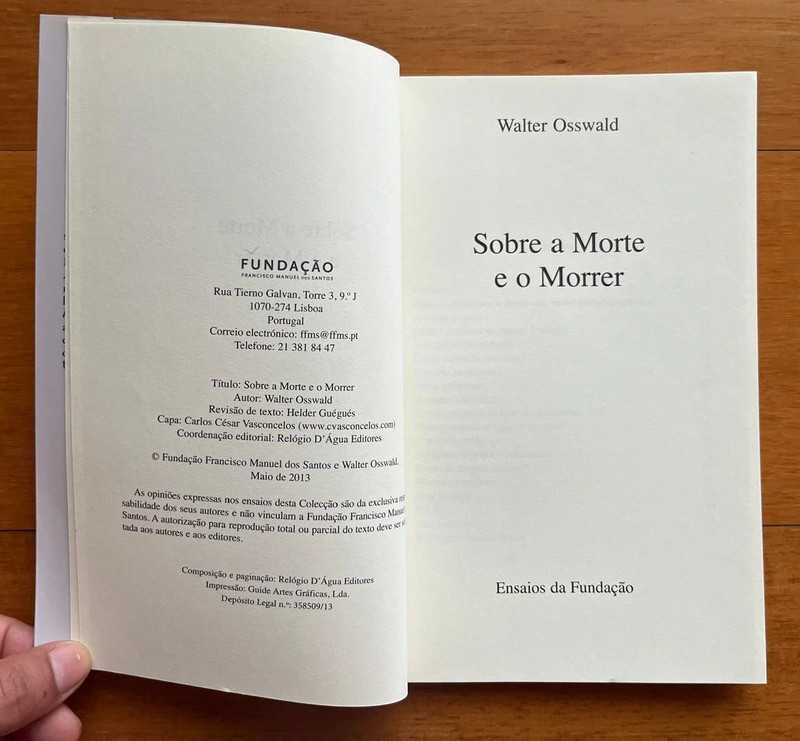 FUNDAÇÃO
FRANCISCO MANUEL DOS SANTOS
Rua Tierno Galvan, Torre 3, 9.º J
1070-274 Lisboa
Portugal
Correio electrónico: ffms@ffms.pt
Telefone: 21 381 84 47
Título: Sobre a Morte e o Morrer
Autor: Walter Osswald
Revisão de texto: Helder Guégués
Capa: Carlos César Vasconcelos (www.cvasconcelos.com)
Coordenação editorial: Relógio D'Água Editores
© Fundação Francisco Manuel dos Santos e Walter Osswald,
Maio de 2013
As opiniões expressas nos ensaios desta Colecção são da exclusiva
sabilidade dos seus autores e não vinculam a Fundação Francisco Manuel
Santos. A autorização para reprodução total ou parcial do texto deve ser
tada aos autores e aos editores.
Composição e paginação: Relógio D'Água Editores
Impressão: Guide Artes Gráficas, Lda.
Depósito Legal n.º: 358509/13
Walter Osswald
Sobre a Morte
e o Morrer
Ensaios da Fundação